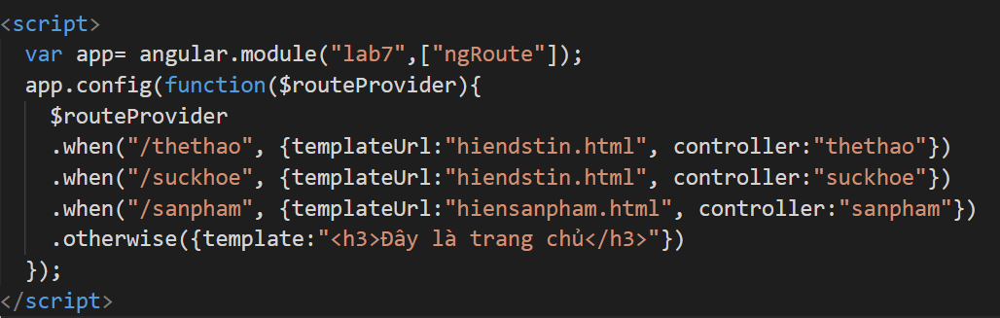 <script>
var app= angular.module("lab7",["ngRoute"]);
app.config(function($routeProvider){
$routeProvider
.when("/thethao", {templateUrl:"hiendstin.html", controller:"thethao"})
.when("/suckhoe", {templateUrl:"hiendstin.html", controller:"suckhoe"})
.when("/sanpham", {templateUrl:"hiensanpham.html", controller:"sanpham"})
.otherwise({template:"<h3>Đây là trang chủ</h3>"})
});
</script>